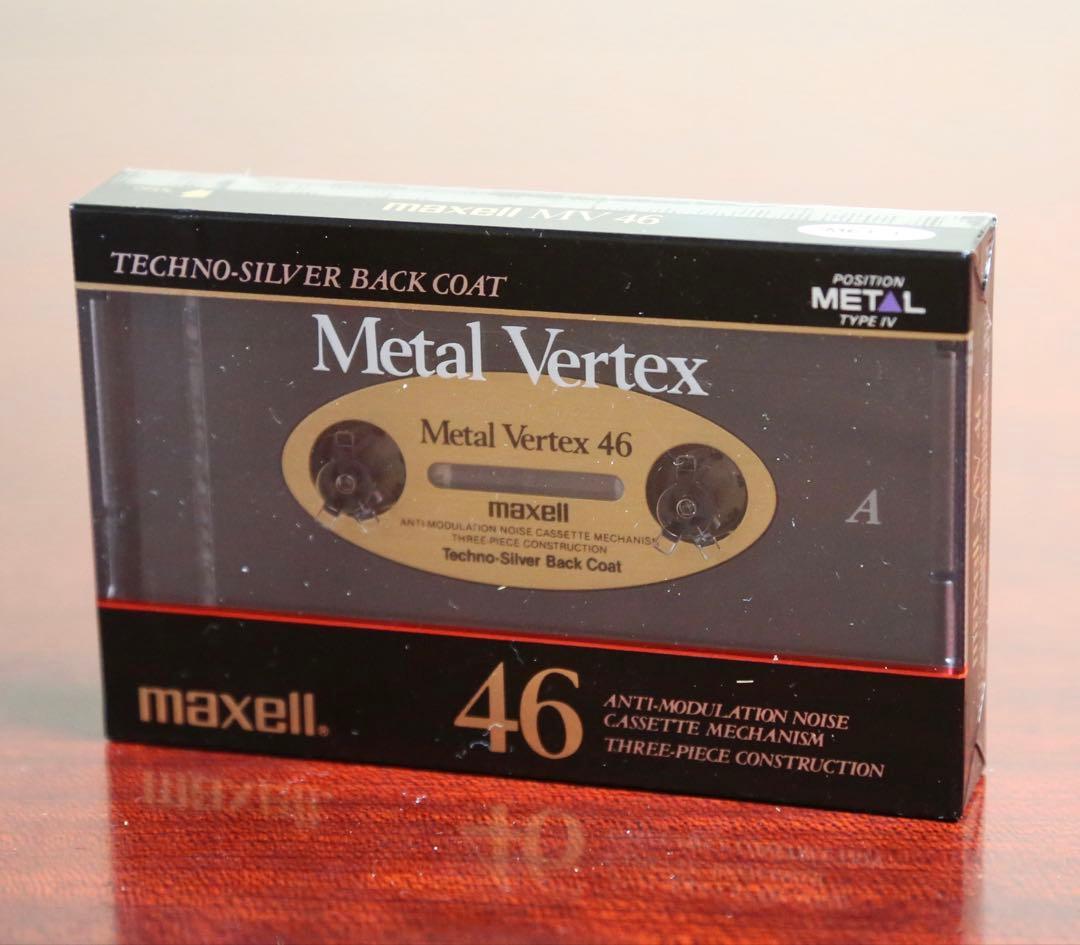 maxell MV 46
TECHNO-SILVER BACK COAT
POSITION
METAL
TYPE IV
Metal Vertex
Metal Vertex 46
maxell
ANTI-MODULATION NOISE CASSETTE MECHANISM
THREE-PIECE CONSTRUCTION
Techno-Silver Back Coat
A
maxell®
46
ANTI-MODULATION NOISE
CASSETTE MECHANISM
THREE-PIECE CONSTRUCTION